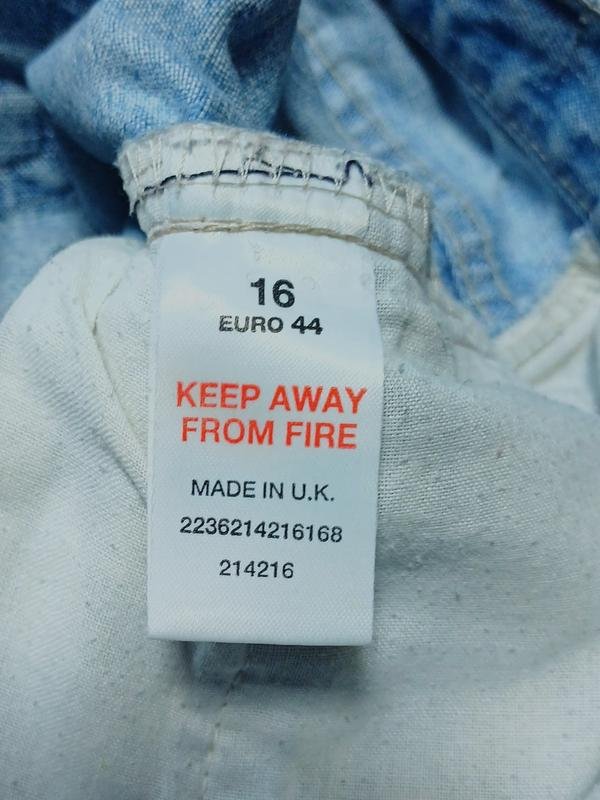 16
EURO 44
KEEP AWAY
FROM FIRE
MADE IN U.K.
2236214216168
214216